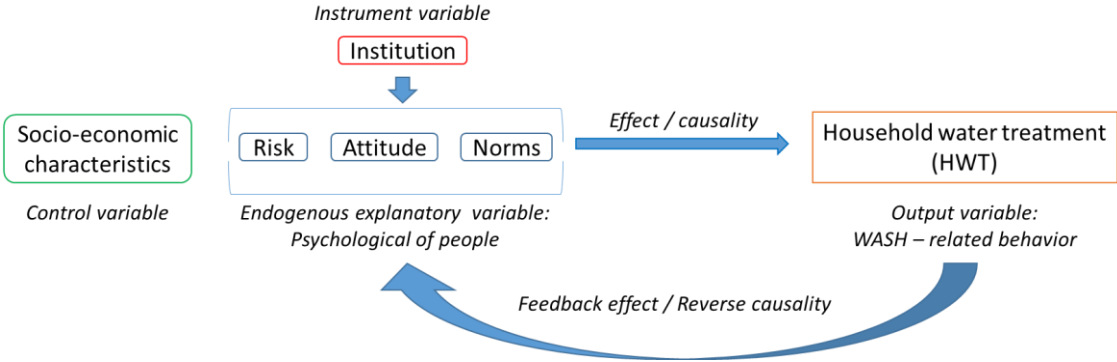 Instrument variable
Institution
Socio-economic
characteristics
Control variable
Risk
Attitude
Norms
Endogenous explanatory variable:
Psychological of people
Effect / causality
Household water treatment
(HWT)
Output variable:
WASH – related behavior
Feedback effect / Reverse causality